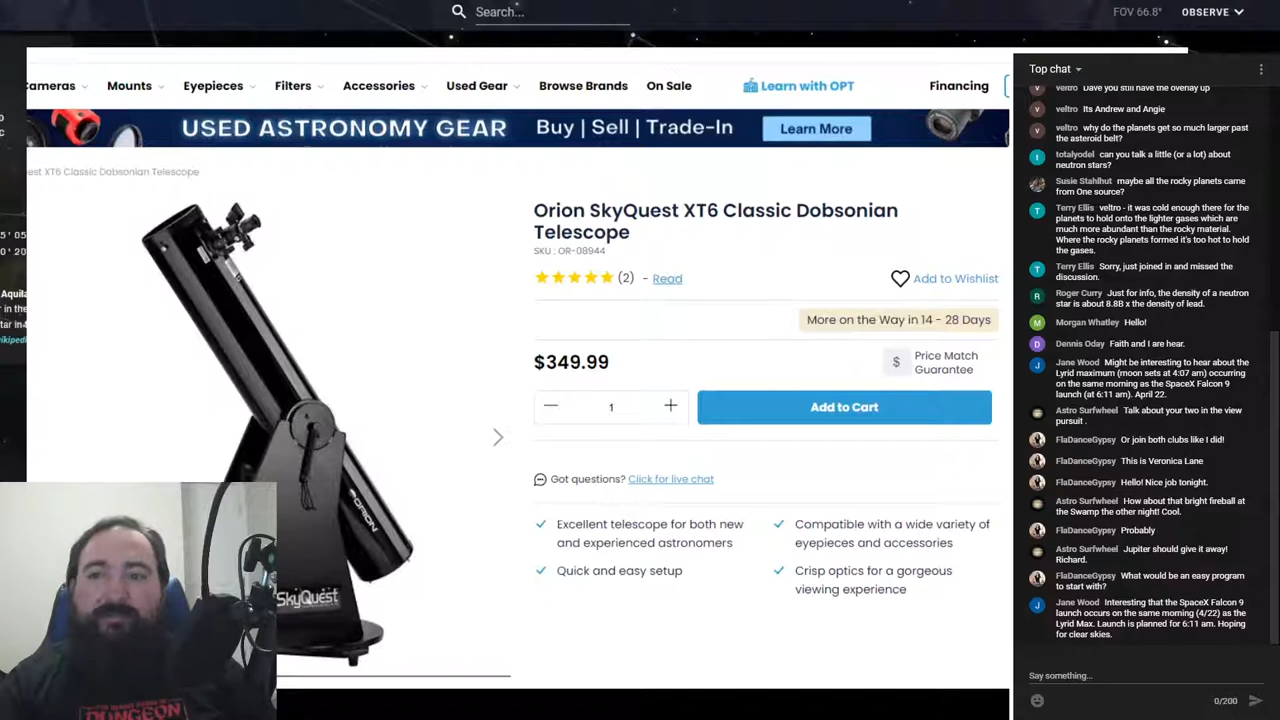 Search...
FOV 66.8°
OBSERVE
Cameras
Mounts
Eyepieces
Filters
Accessories
Used Gear
Browse Brands
On Sale
Learn with OPT
Financing
USED ASTRONOMY GEAR
Buy | Sell | Trade-In
Learn More
est XT6 Classic Dobsonian Telescope
Orion SkyQuest XT6 Classic Dobsonian
Telescope
SKU : OR-08944
(2) - Read
Add to Wishlist
More on the Way in 14 - 28 Days
$349.99
$
Price Match
Guarantee
1
Add to Cart
Got questions? Click for live chat
Excellent telescope for both new
and experienced astronomers
Compatible with a wide variety of
eyepieces and accessories
Quick and easy setup
Crisp optics for a gorgeous
viewing experience
ORION
SkyQuest
DUNGEON
Aquila
r in the
tar in4
ikipedi
Top chat
veltro Dave you still have the overlay up
veltro Its Andrew and Angie
veltro why do the planets get so much larger past
the asteroid belt?
totalyodel can you talk a little (or a lot) about
neutron stars?
Susie Stahlhut maybe all the rocky planets came
from One source?
Terry Ellis veltro - it was cold enough there for the
planets to hold onto the lighter gases which are
much more abundant than the rocky material.
Where the rocky planets formed it's too hot to hold
the gases.
Terry Ellis Sorry, just joined in and missed the
discussion.
Roger Curry Just for info, the density of a neutron
star is about 8.8B x the density of lead.
Morgan Whatley Hello!
Dennis Oday Faith and I are hear.
Jane Wood Might be interesting to hear about the
Lyrid maximum (moon sets at 4:07 am) occurring
on the same morning as the SpaceX Falcon 9
launch (at 6:11 am). April 22.
Astro Surfwheel Talk about your two in the view
pursuit .
FlaDanceGypsy Or join both clubs like I did!
FlaDanceGypsy This is Veronica Lane
FlaDanceGypsy Hello! Nice job tonight.
Astro Surfwheel How about that bright fireball at
the Swamp the other night! Cool.
FlaDanceGypsy Probably
Astro Surfwheel Jupiter should give it away!
Richard.
FlaDanceGypsy What would be an easy program
to start with?
Jane Wood Interesting that the SpaceX Falcon 9
launch occurs on the same morning (4/22) as the
Lyrid Max. Launch is planned for 6:11 am. Hoping
for clear skies.
Say something...
0/200